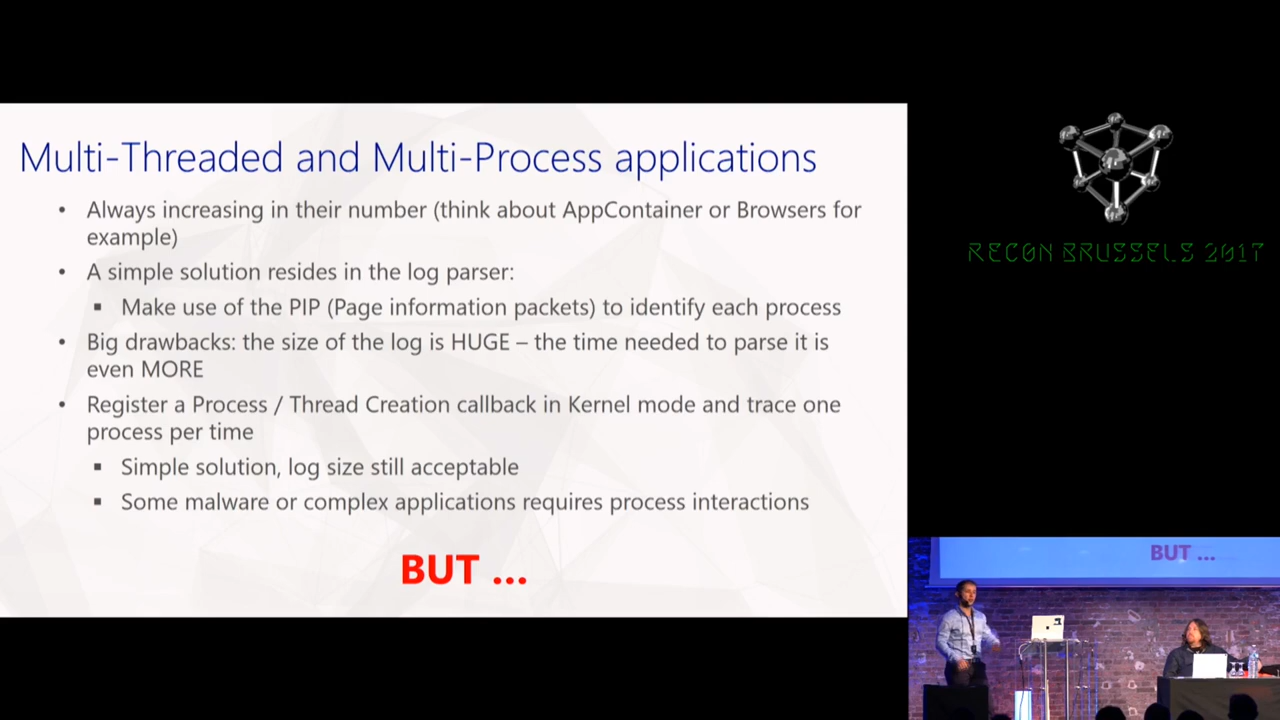 Multi-Threaded and Multi-Process applications
• Always increasing in their number (think about AppContainer or Browsers for
example)
• A simple solution resides in the log parser:
▪ Make use of the PIP (Page information packets) to identify each process
• Big drawbacks: the size of the log is HUGE – the time needed to parse it is
even MORE
• Register a Process / Thread Creation callback in Kernel mode and trace one
process per time
▪ Simple solution, log size still acceptable
▪ Some malware or complex applications requires process interactions
BUT ...
RECON BRUSSELS 2017
BUT ...